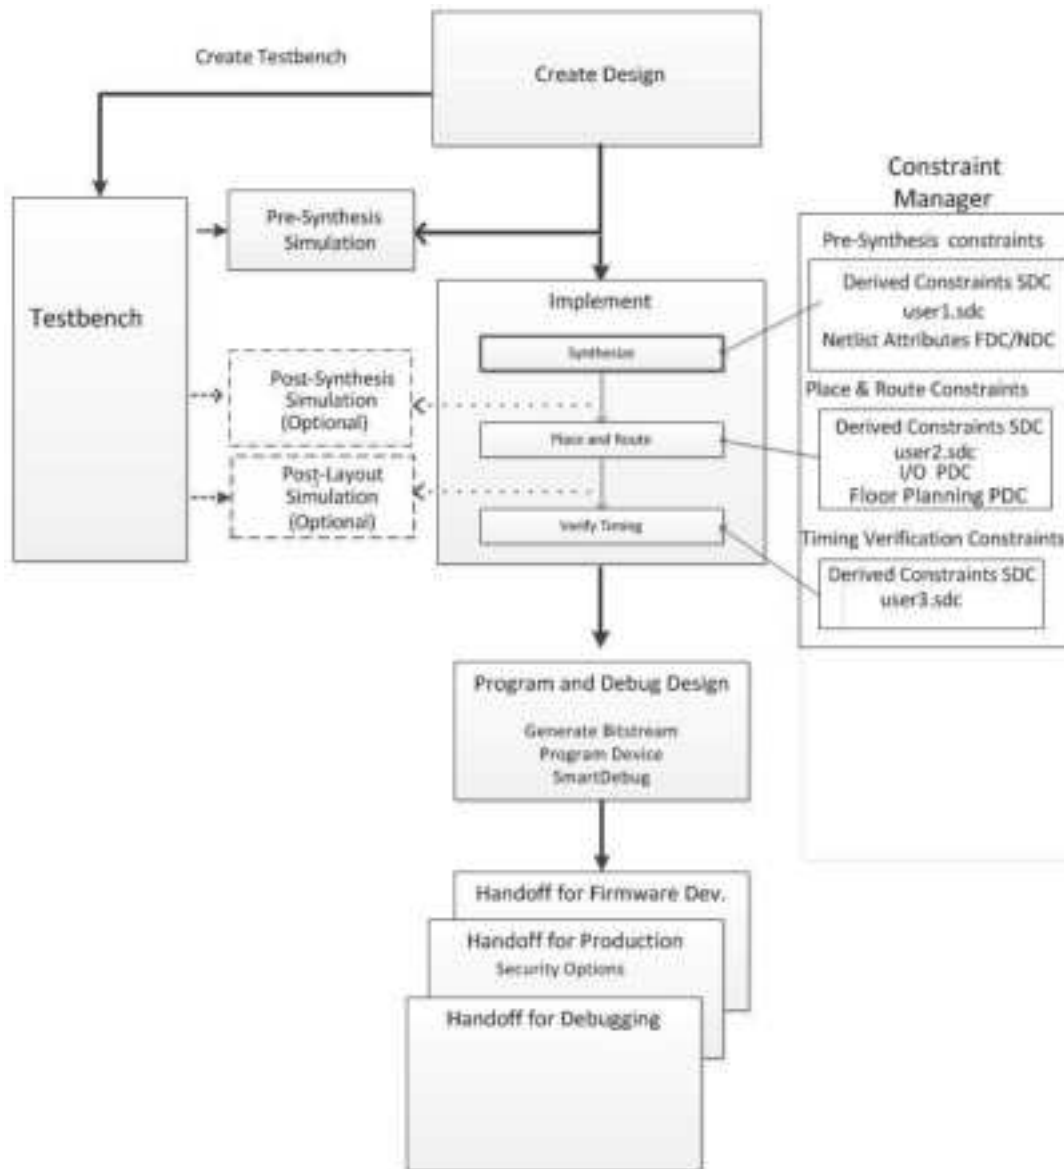 Create Testbench
Create Design
Pre-Synthesis
Simulation
Testbench
Post-Synthesis
Simulation
(Optional)
Post-Layout
Simulation
(Optional)
Implement
Synthesize
Place and Route
Verify Timing
Constraint
Manager
Pre-Synthesis constraints
Derived Constraints SDC
user1.sdc
Netlist Attributes FDC/NDC
Place & Route Constraints
Derived Constraints SDC
user2.sdc
I/O PDC
Floor Planning PDC
Timing Verification Constraints
Derived Constraints SDC
user3.sdc
Program and Debug Design
Generate Bitstream
Program Device
SmartDebug
Handoff for Firmware Dev.
Handoff for Production
Security Options
Handoff for Debugging